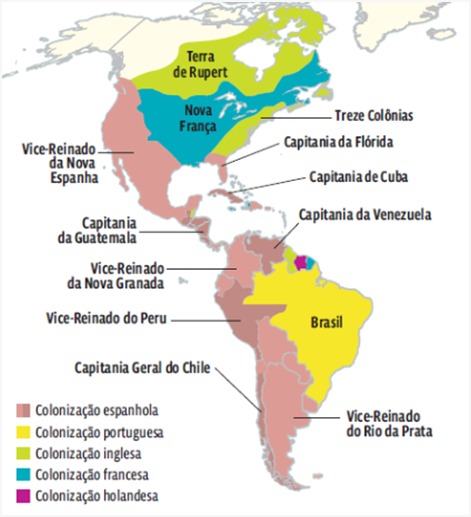 Terra
de Rupert
Nova
França
Treze Colônias
Capitania da Flórida
Vice-Reinado
da Nova
Espanha
Capitania de Cuba
Capitania da Venezuela
Capitania
da Guatemala
Vice-Reinado
da Nova Granada
Vice-Reinado do Peru
Brasil
Capitania Geral do Chile
Vice-Reinado
do Rio da Prata
Colonização espanhola
Colonização portuguesa
Colonização inglesa
Colonização francesa
Colonização holandesa